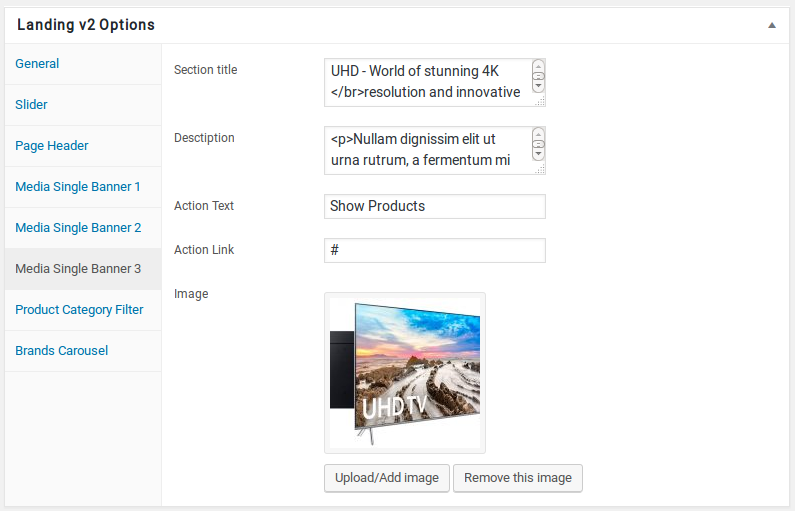 Landing v2 Options
General
Slider
Page Header
Media Single Banner 1
Media Single Banner 2
Media Single Banner 3
Product Category Filter
Brands Carousel
Section title
UHD - World of stunning 4K
</br>resolution and innovative
Desctiption
<p>Nullam dignissim elit ut
urna rutrum, a fermentum mi
Action Text
Show Products
Action Link
#
Image
UHD TV
Upload/Add image
Remove this image